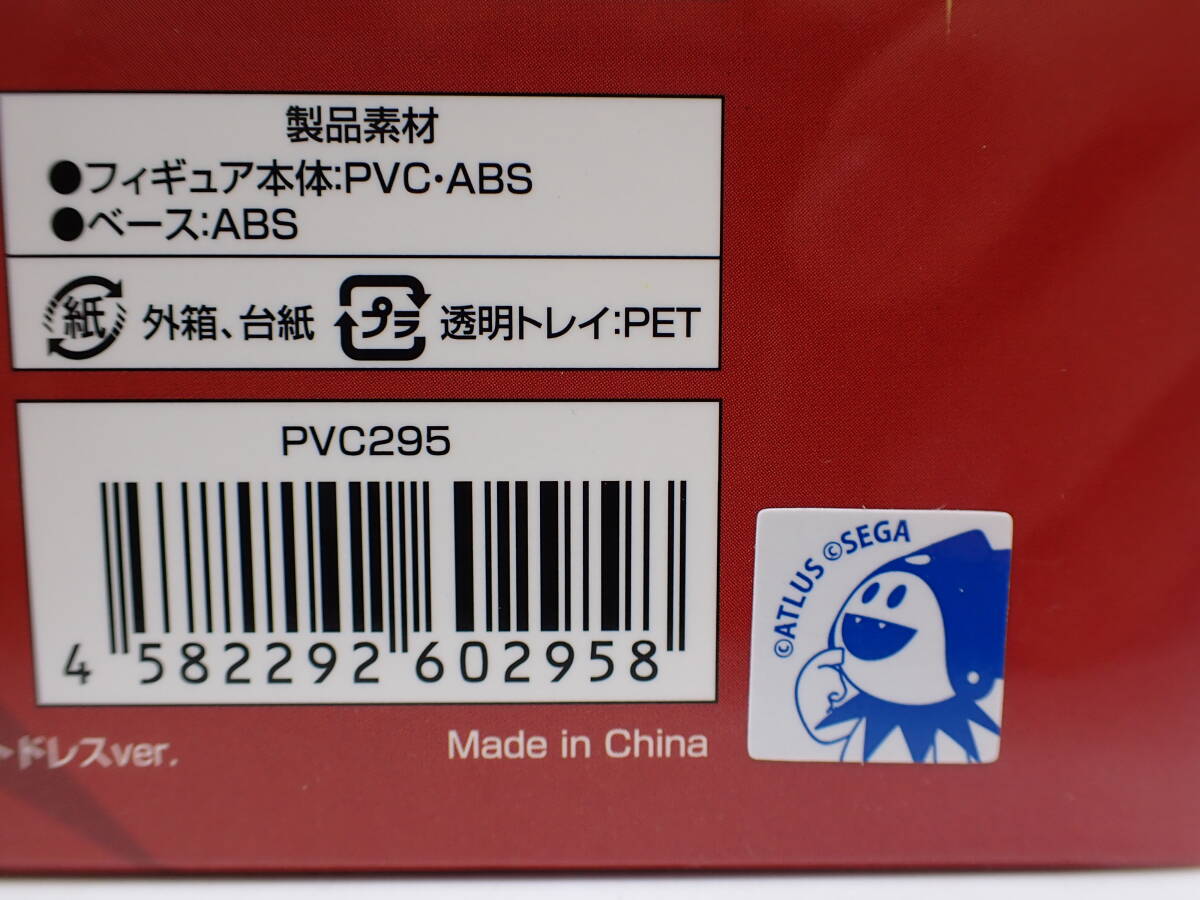 製品素材
●フィギュア本体:PVC・ABS
●ベース:ABS
紙 外箱、台紙 プラ 透明トレイ:PET
PVC295
4 582292 602958
ドレスver.
Made in China
©ATLUS ©SEGA